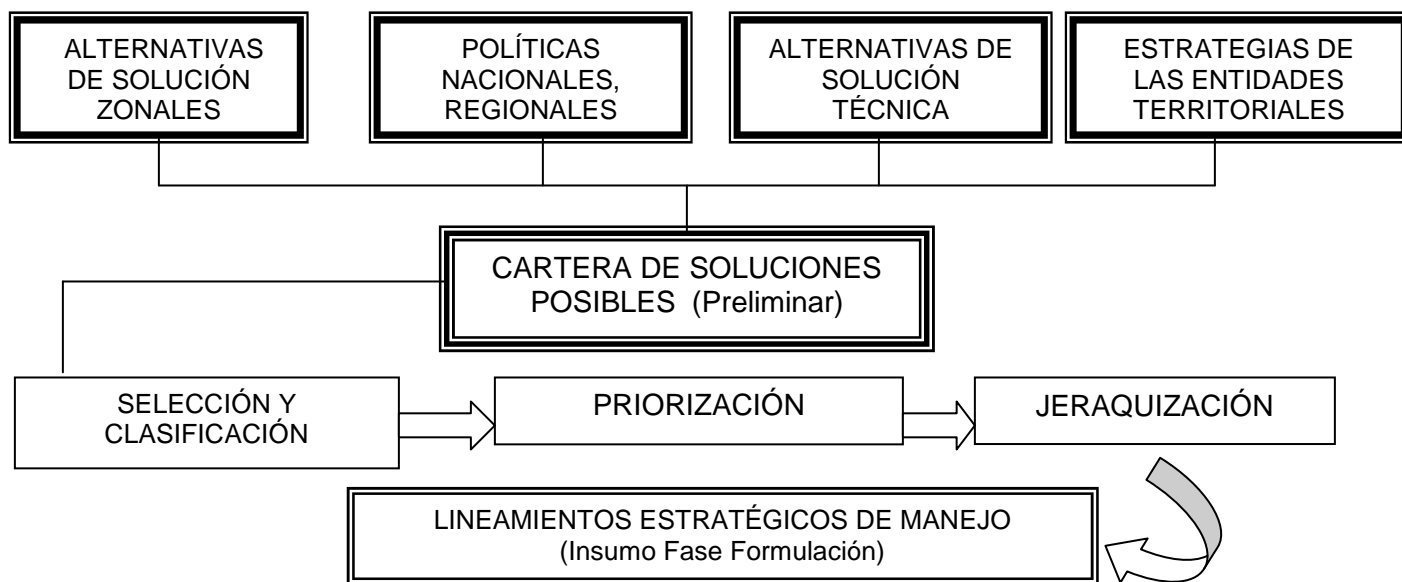 ALTERNATIVAS
DE SOLUCIÓN
ZONALES
POLÍTICAS
NACIONALES,
REGIONALES
ALTERNATIVAS DE
SOLUCIÓN
TÉCNICA
ESTRATEGIAS DE
LAS ENTIDADES
TERRITORIALES
CARTERA DE SOLUCIONES
POSIBLES (Preliminar)
SELECCIÓN Y
CLASIFICACIÓN
PRIORIZACIÓN
JERAQUIZACIÓN
LINEAMIENTOS ESTRATÉGICOS DE MANEJO
(Insumo Fase Formulación)